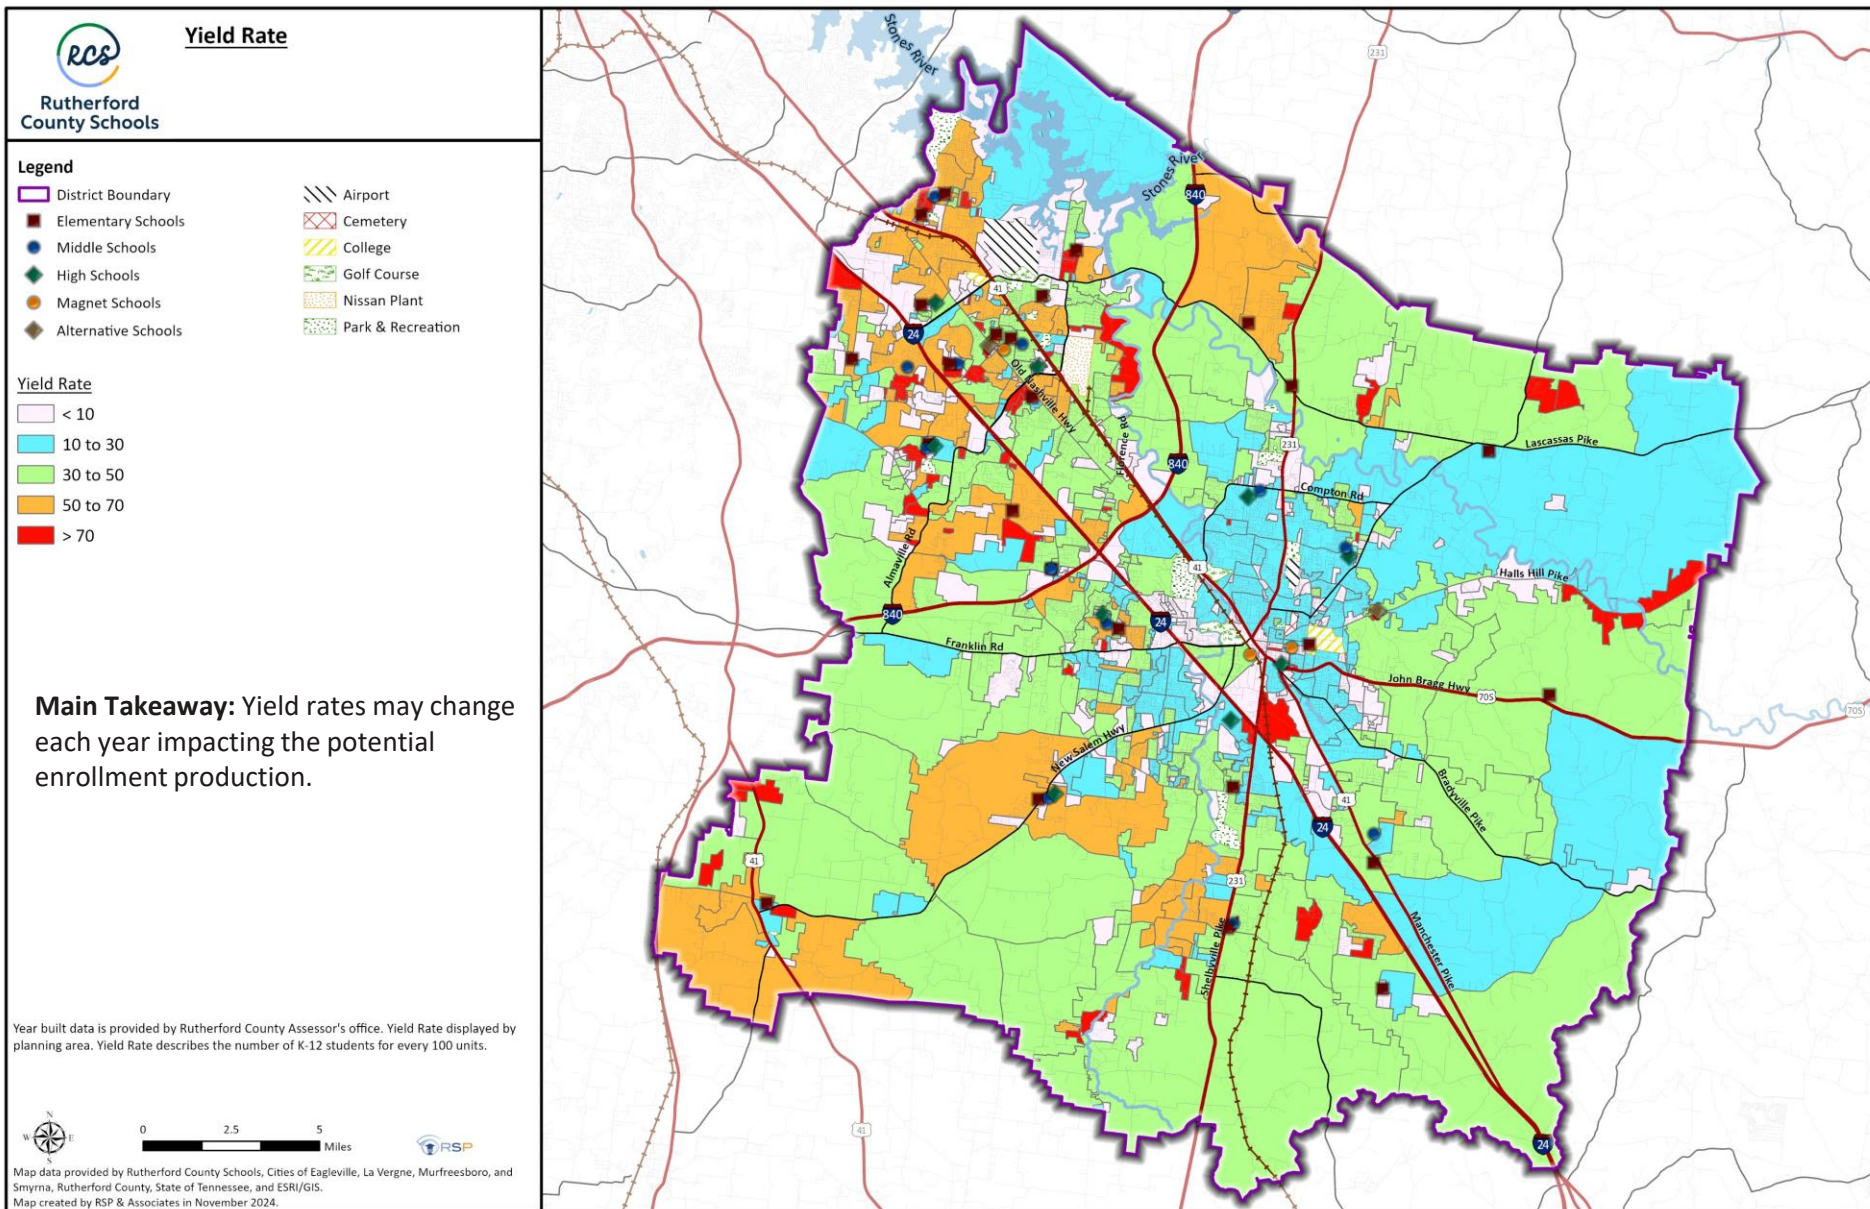 RCS
Rutherford
County Schools
Yield Rate
Legend
District Boundary
Elementary Schools
Middle Schools
High Schools
Magnet Schools
Alternative Schools
Airport
Cemetery
College
Golf Course
Nissan Plant
Park & Recreation
Yield Rate
< 10
10 to 30
30 to 50
50 to 70
> 70
Main Takeaway: Yield rates may change
each year impacting the potential
enrollment production.
Year built data is provided by Rutherford County Assessor's office. Yield Rate displayed by
planning area. Yield Rate describes the number of K-12 students for every 100 units.
N
W E
S
0 2.5 5
Miles
RSP
Map data provided by Rutherford County Schools, Cities of Eagleville, La Vergne, Murfreesboro, and
Smyrna, Rutherford County, State of Tennessee, and ESRI/GIS.
Map created by RSP & Associates in November 2024.
Stones River
231
Stones River
840
41
24
Old Nashville Hwy
Florence Rd
231
Lascassas Pike
840
Compton Rd
Almaville Rd
41
Halls Hill Pike
840
24
Franklin Rd
John Bragg Hwy
70S
70S
New Salem Hwy
Bradyville Pike
41
24
41
231
Shelbyville Pike
Manchester Pike
41
24